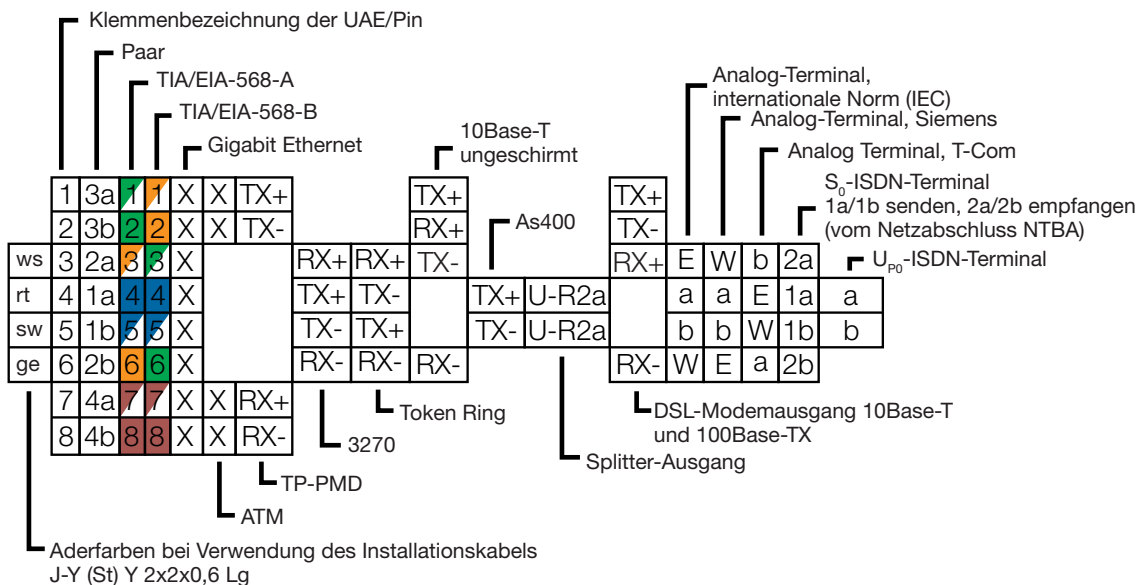 Klemmenbezeichnung der UAE/Pin
Paar
TIA/EIA-568-A
TIA/EIA-568-B
Gigabit Ethernet
10Base-T
ungeschirmt
As400
Analog-Terminal,
internationale Norm (IEC)
Analog-Terminal, Siemens
Analog Terminal, T-Com
S0-ISDN-Terminal
1a/1b senden, 2a/2b empfangen
(vom Netzabschluss NTBA)
UP0-ISDN-Terminal
1 3a 1 1 X X TX+ TX+ TX+
2 3b 2 2 X X TX- RX+ TX-
ws 3 2a 3 3 X RX+ RX+ TX- RX+ E W b 2a
rt 4 1a 4 4 X TX+ TX- TX+ U-R2a a a E 1a a
sw 5 1b 5 5 X TX- TX+ TX- U-R2a b b W 1b b
ge 6 2b 6 6 X RX- RX- RX- RX- W E a 2b
7 4a 7 7 X X RX+
8 4b 8 8 X X RX-
Token Ring
3270
TP-PMD
ATM
DSL-Modemausgang 10Base-T
und 100Base-TX
Splitter-Ausgang
Aderfarben bei Verwendung des Installationskabels
J-Y (St) Y 2x2x0,6 Lg